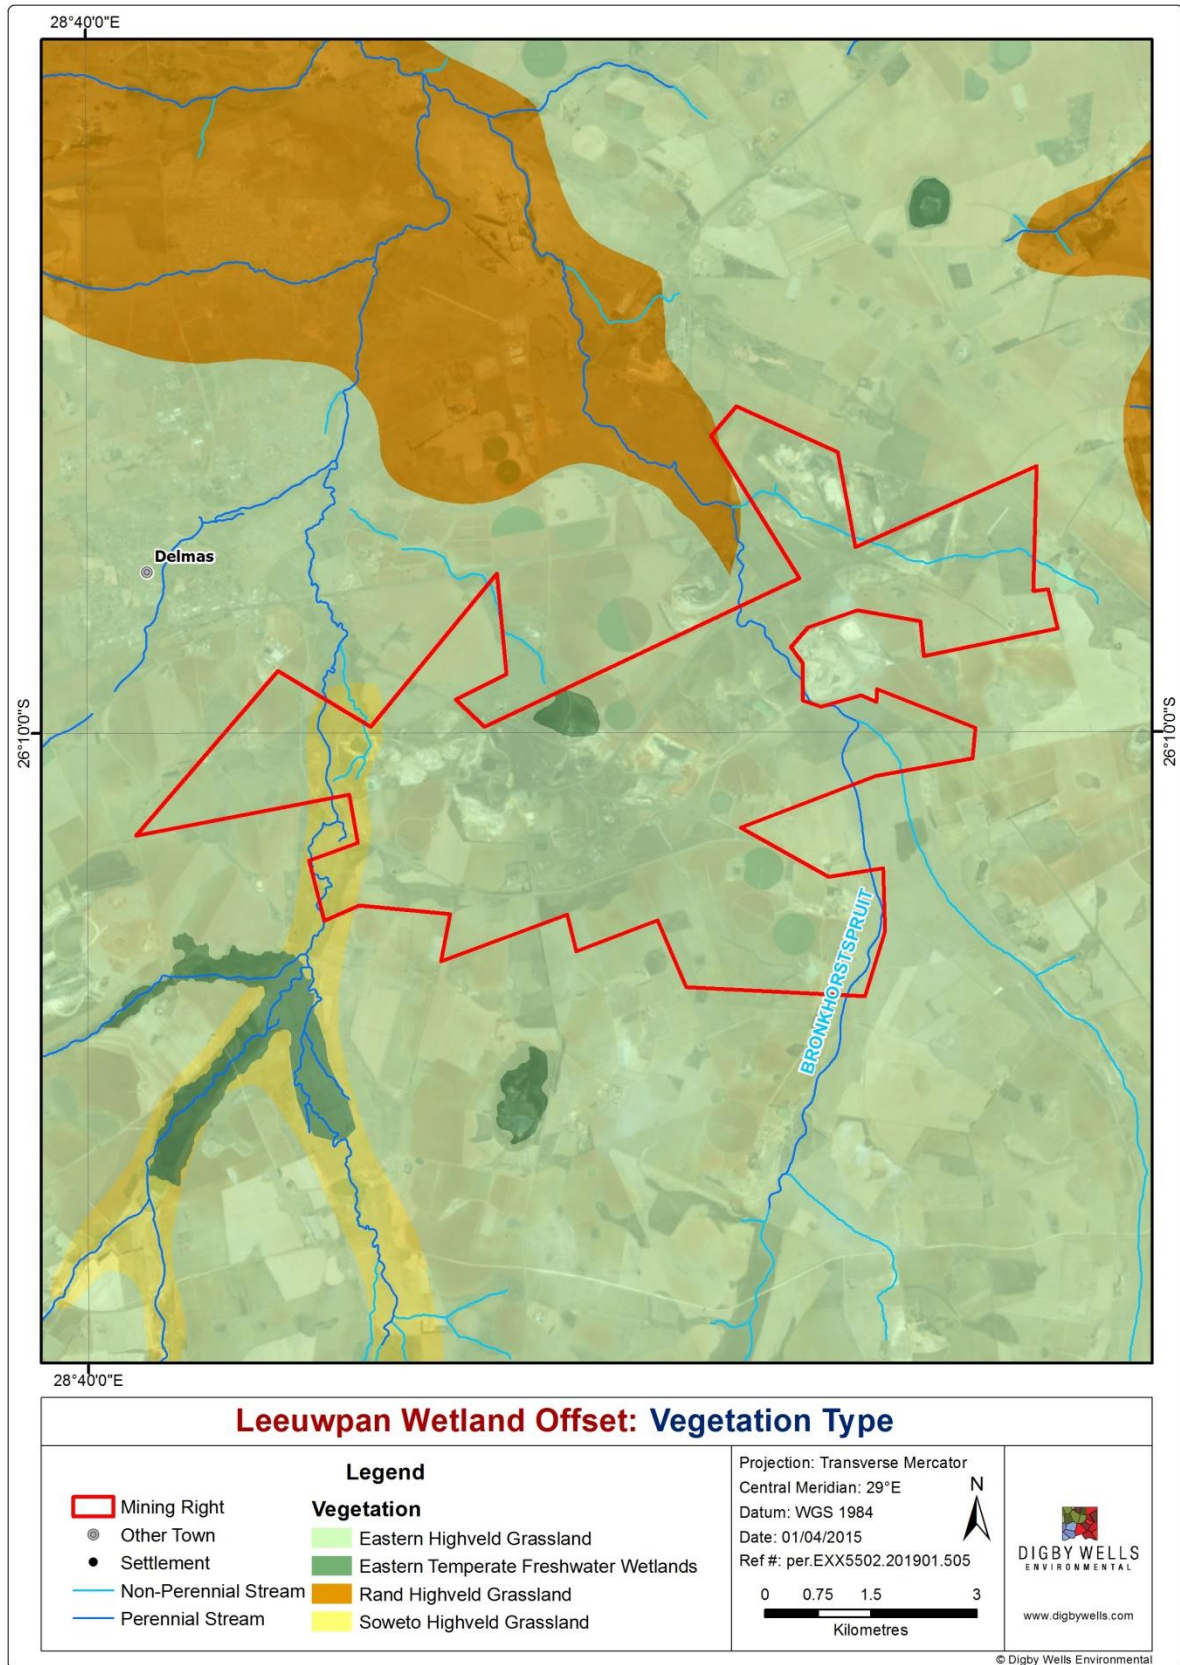 28°40'0"E
Delmas
26°10'0"S
26°10'0"S
BRONKHORSTSPRUIT
28°40'0"E
Leeuwpan Wetland Offset: Vegetation Type
Legend
Mining Right
Other Town
Settlement
Non-Perennial Stream
Perennial Stream
Vegetation
Eastern Highveld Grassland
Eastern Temperate Freshwater Wetlands
Rand Highveld Grassland
Soweto Highveld Grassland
Projection: Transverse Mercator
Central Meridian: 29°E
Datum: WGS 1984
Date: 01/04/2015
Ref #: per.EXX5502.201901.505
N
0 0.75 1.5 3
Kilometres
DIGBY WELLS
ENVIRONMENTAL
www.digbywells.com
© Digby Wells Environmental